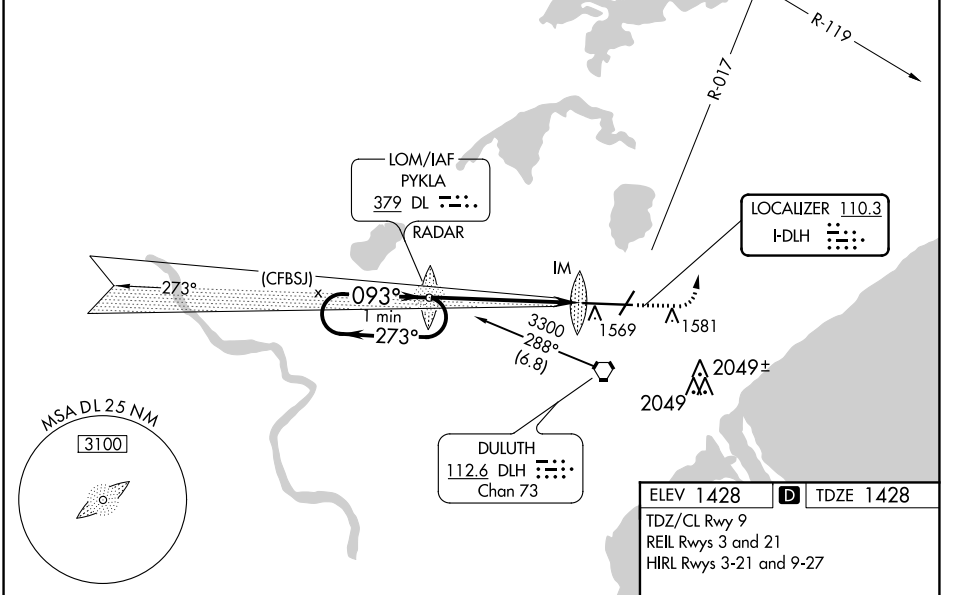 R-119
R-017
LOM/IAF
PYKLA
379 DL
RADAR
LOCALIZER 110.3
I-DLH
IM
(CFBSJ)
273°
x
093°
1 min
273°
1569
1581
3300
288°
(6.8)
2049±
2049
MSA DL 25 NM
3100
DULUTH
112.6 DLH
Chan 73
ELEV 1428 D TDZE 1428
TDZ/CL Rwy 9
REIL Rwys 3 and 21
HIRL Rwys 3-21 and 9-27